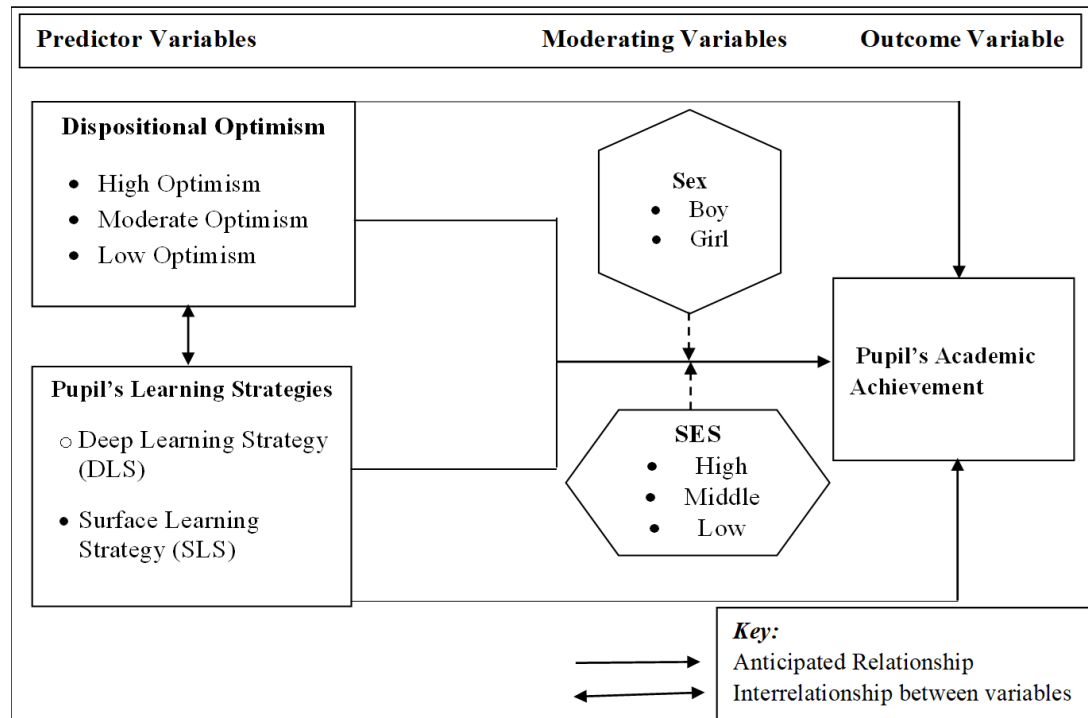 Predictor Variables Moderating Variables Outcome Variable
Dispositional Optimism
• High Optimism
• Moderate Optimism
• Low Optimism
Pupil’s Learning Strategies
○ Deep Learning Strategy
(DLS)
• Surface Learning
Strategy (SLS)
Sex
• Boy
• Girl
SES
• High
• Middle
• Low
Pupil’s Academic
Achievement
Key:
Anticipated Relationship
Interrelationship between variables